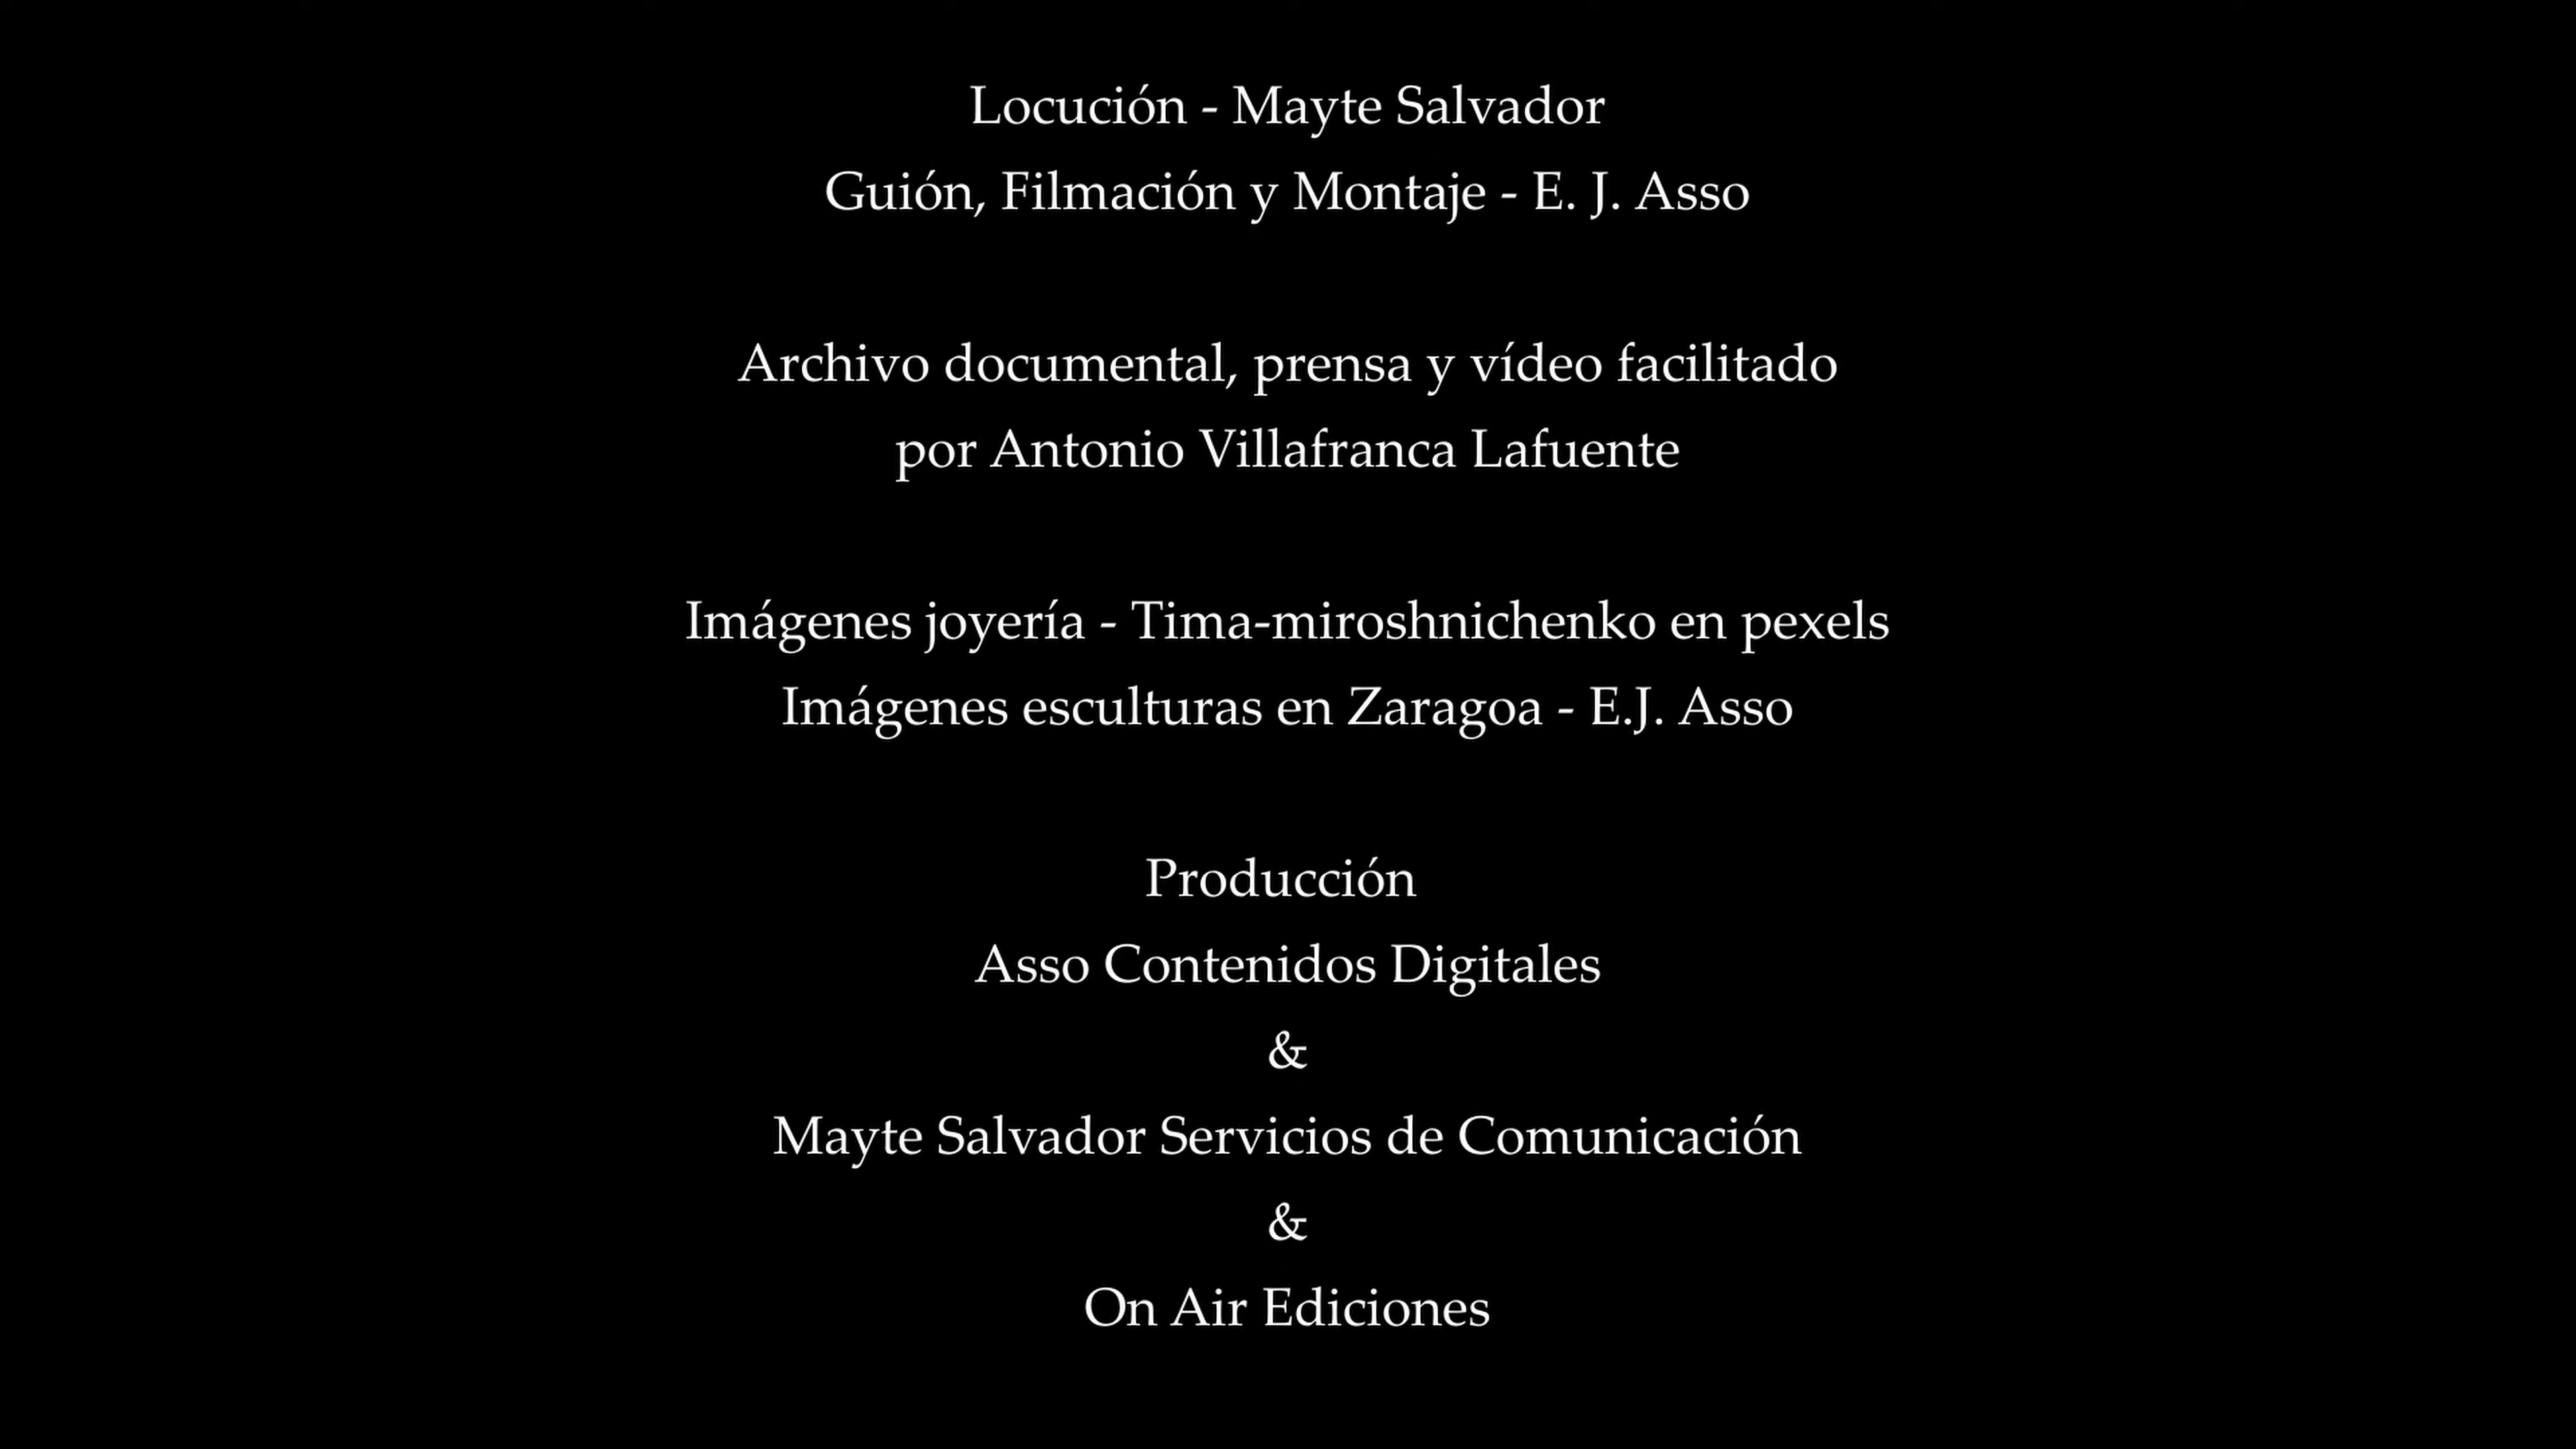 Locución - Mayte Salvador
Guión, Filmación y Montaje - E. J. Asso
Archivo documental, prensa y vídeo facilitado
por Antonio Villafranca Lafuente
Imágenes joyería - Tima-miroshnichenko en pexels
Imágenes esculturas en Zaragoa - E.J. Asso
Producción
Asso Contenidos Digitales
&
Mayte Salvador Servicios de Comunicación
&
On Air Ediciones